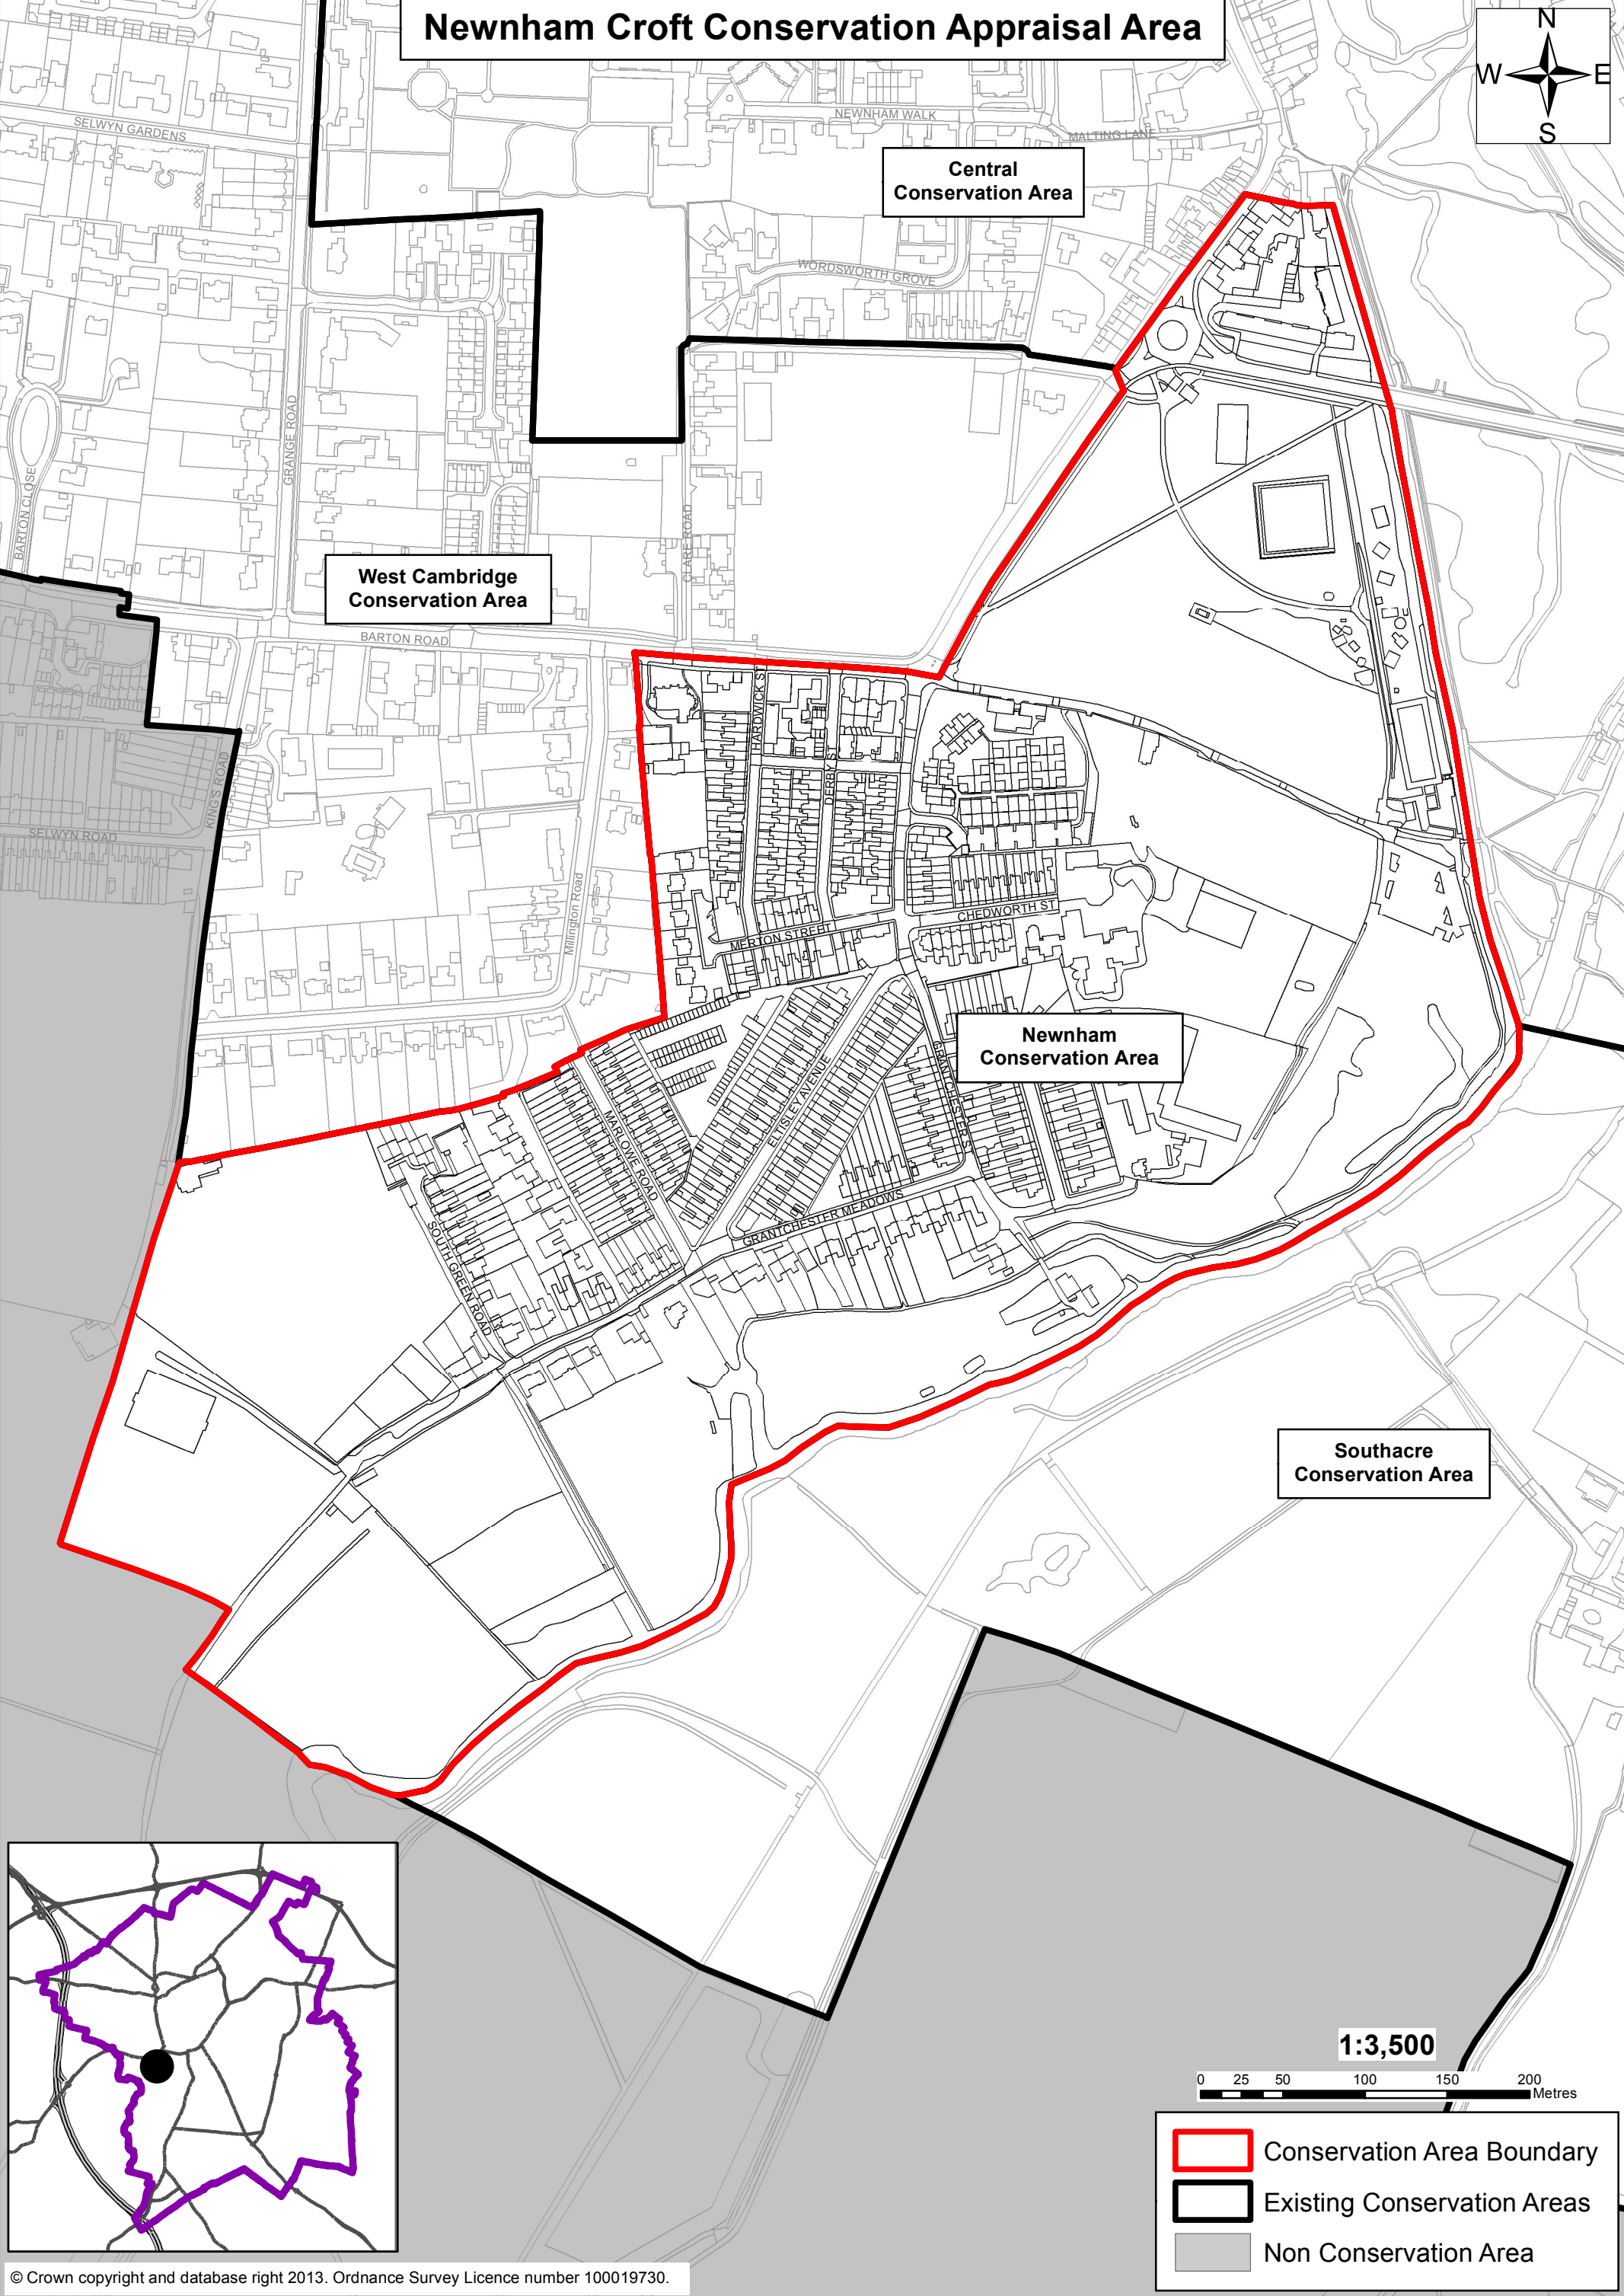 Newnham Croft Conservation Appraisal Area
N
W E
S
SELWYN GARDENS
NEWNHAM WALK
MALTING LANE
Central
Conservation Area
WORDSWORTH GROVE
GRANGE ROAD
BARTON CLOSE
CLARE ROAD
West Cambridge
Conservation Area
BARTON ROAD
HARDWICK ST
DERBY ST
KING'S ROAD
SELWYN ROAD
Millington Road
CHEDWORTH ST
MERTON STREET
Newnham
Conservation Area
ELTISLEY AVENUE
GRANTCHESTER S
MARLOWE ROAD
GRANTCHESTER MEADOWS
SOUTH GREEN ROAD
Southacre
Conservation Area
1:3,500
0 25 50 100 150 200
Metres
Conservation Area Boundary
Existing Conservation Areas
Non Conservation Area
© Crown copyright and database right 2013. Ordnance Survey Licence number 100019730.